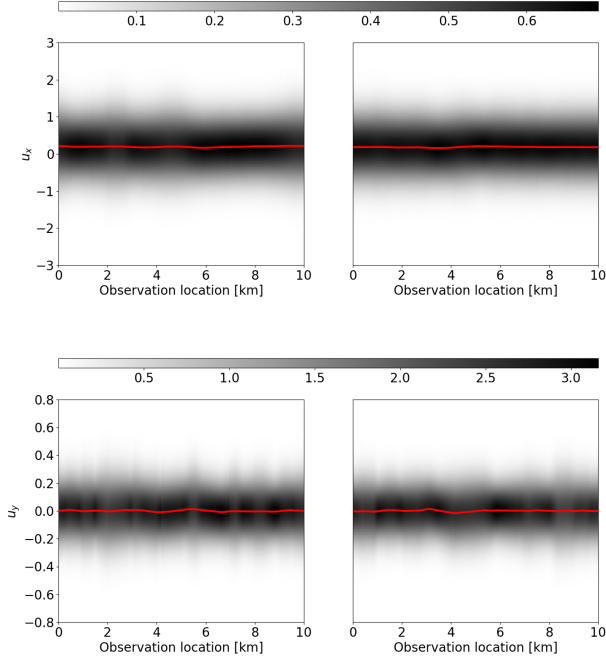 0.1 0.2 0.3 0.4 0.5 0.6
3
2
1
0
−1
−2
−3
u_x
0 2 4 6 8 10
Observation location [km]
0 2 4 6 8 10
Observation location [km]
0.5 1.0 1.5 2.0 2.5 3.0
0.8
0.6
0.4
0.2
0.0
−0.2
−0.4
−0.6
−0.8
u_y
0 2 4 6 8 10
Observation location [km]
0 2 4 6 8 10
Observation location [km]